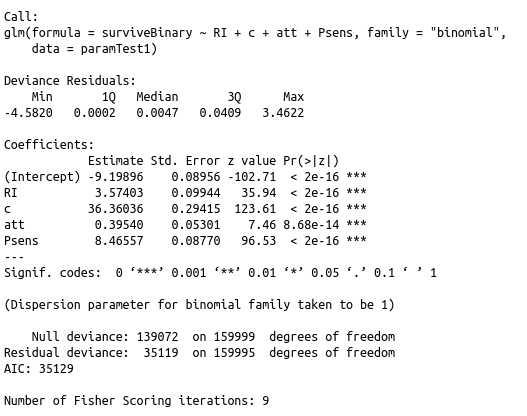 Call:
glm(formula = surviveBinary ~ RI + c + att + Psens, family = "binomial",
    data = paramTest1)

Deviance Residuals:
    Min       1Q   Median       3Q      Max
-4.5820   0.0002   0.0047   0.0409   3.4622

Coefficients:
            Estimate Std. Error z value Pr(>|z|)
(Intercept) -9.19896    0.08956 -102.71  < 2e-16 ***
RI           3.57403    0.09944   35.94  < 2e-16 ***
c           36.36036    0.29415  123.61  < 2e-16 ***
att          0.39540    0.05301    7.46 8.68e-14 ***
Psens        8.46557    0.08770   96.53  < 2e-16 ***
---
Signif. codes:  0 ‘***’ 0.001 ‘**’ 0.01 ‘*’ 0.05 ‘.’ 0.1 ‘ ’ 1

(Dispersion parameter for binomial family taken to be 1)

    Null deviance: 139072  on 159999  degrees of freedom
Residual deviance:  35119  on 159995  degrees of freedom
AIC: 35129

Number of Fisher Scoring iterations: 9